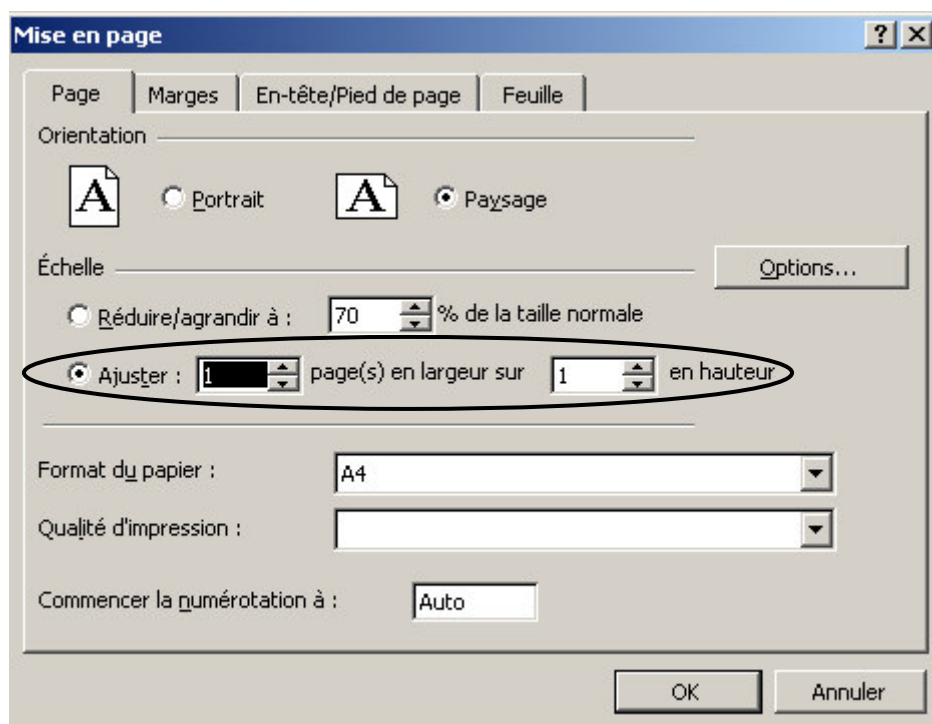 Mise en page
Page Marges En-tête/Pied de page Feuille
Orientation
A Portrait A Paysage
Échelle
Options...
Réduire/agrandir à : 70 % de la taille normale
Ajuster : 1 page(s) en largeur sur 1 en hauteur
Format du papier : A4
Qualité d'impression :
Commencer la numérotation à : Auto
OK Annuler